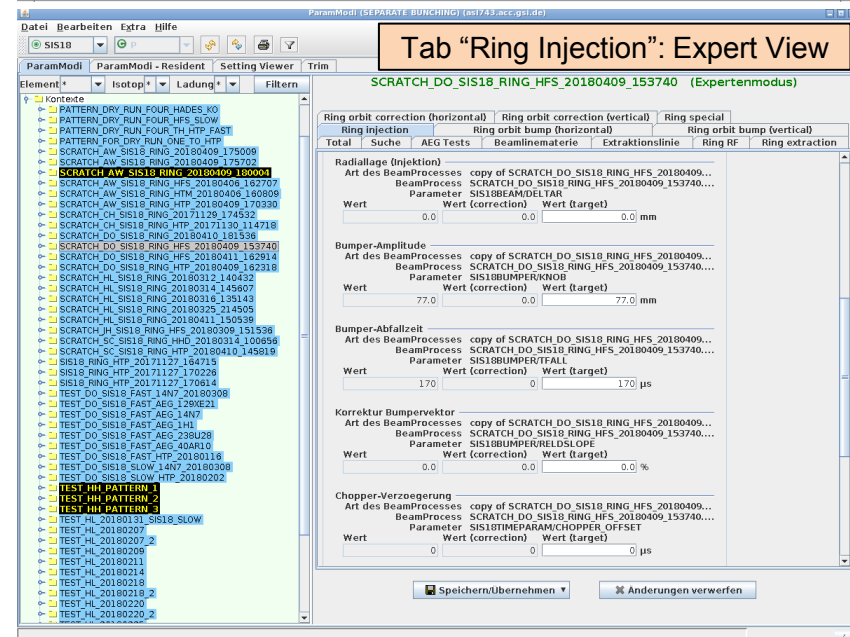 ParamModi (SEPARATE BUNCHING) (asl743.acc.gsi.de)
Datei Bearbeiten Extra Hilfe
SIS18
P
Tab “Ring Injection”: Expert View
ParamModi
ParamModi - Resident
Setting Viewer
Trim
Element * Isotop * Ladung * Filtern
SCRATCH_DO_SIS18_RING_HFS_20180409_153740 (Expertenmodus)
Kontexte
PATTERN_DRY_RUN_FOUR_HADES_KO
PATTERN_DRY_RUN_FOUR_HFS_SLOW
PATTERN_DRY_RUN_FOUR_TH_HTP_FAST
PATTERN_FOR_DRY_RUN_ONE_TO_HTP
SCRATCH_AW_SIS18_RING_20180409_175009
SCRATCH_AW_SIS18_RING_20180409_175702
SCRATCH_AW_SIS18_RING_20180409_180004
SCRATCH_AW_SIS18_RING_HFS_20180406_162707
SCRATCH_AW_SIS18_RING_HTM_20180406_160809
SCRATCH_AW_SIS18_RING_HTP_20180409_170330
SCRATCH_CH_SIS18_RING_20171129_174532
SCRATCH_CH_SIS18_RING_HTP_20171130_114718
SCRATCH_DO_SIS18_RING_20180410_181536
SCRATCH_DO_SIS18_RING_HFS_20180409_153740
SCRATCH_DO_SIS18_RING_HFS_20180411_162914
SCRATCH_DO_SIS18_RING_HTP_20180409_162318
SCRATCH_HL_SIS18_RING_20180312_140432
SCRATCH_HL_SIS18_RING_20180314_145607
SCRATCH_HL_SIS18_RING_20180316_135143
SCRATCH_HL_SIS18_RING_20180325_214505
SCRATCH_HL_SIS18_RING_20180411_150539
SCRATCH_JH_SIS18_RING_HFS_20180309_151536
SCRATCH_SC_SIS18_RING_HHD_20180314_100656
SCRATCH_SC_SIS18_RING_HTP_20180410_145819
SIS18_RING_HTP_20171127_164715
SIS18_RING_HTP_20171127_170226
SIS18_RING_HTP_20171127_170614
TEST_DO_SIS18_FAST_14N7_20180308
TEST_DO_SIS18_FAST_AEG_129XE21
TEST_DO_SIS18_FAST_AEG_14N7
TEST_DO_SIS18_FAST_AEG_1H1
TEST_DO_SIS18_FAST_AEG_238U28
TEST_DO_SIS18_FAST_AEG_40AR10
TEST_DO_SIS18_FAST_HTP_20180116
TEST_DO_SIS18_SLOW_14N7_20180308
TEST_DO_SIS18_SLOW_HTP_20180202
TEST_HH_PATTERN_1
TEST_HH_PATTERN_2
TEST_HH_PATTERN_3
TEST_HL_20180131_SIS18_SLOW
TEST_HL_20180207
TEST_HL_20180207_2
TEST_HL_20180209
TEST_HL_20180211
TEST_HL_20180214
TEST_HL_20180218
TEST_HL_20180218_2
TEST_HL_20180220
TEST_HL_20180220_2
Ring orbit correction (horizontal) Ring orbit correction (vertical) Ring special
Ring injection Ring orbit bump (horizontal) Ring orbit bump (vertical)
Total Suche AEG Tests Beamlinematerie Extraktionslinie Ring RF Ring extraction
Radiallage (Injektion)
Art des BeamProcesses copy of SCRATCH_DO_SIS18_RING_HFS_20180409...
BeamProcess SCRATCH_DO_SIS18_RING_HFS_20180409_153740....
Parameter SIS18BEAM/DELTAR
Wert Wert (correction) Wert (target)
0.0 0.0 0.0 mm
Bumper-Amplitude
Art des BeamProcesses copy of SCRATCH_DO_SIS18_RING_HFS_20180409...
BeamProcess SCRATCH_DO_SIS18_RING_HFS_20180409_153740....
Parameter SIS18BUMPER/KNOB
Wert Wert (correction) Wert (target)
77.0 0.0 77.0 mm
Bumper-Abfallzeit
Art des BeamProcesses copy of SCRATCH_DO_SIS18_RING_HFS_20180409...
BeamProcess SCRATCH_DO_SIS18_RING_HFS_20180409_153740....
Parameter SIS18BUMPER/TFALL
Wert Wert (correction) Wert (target)
170 0 170 µs
Korrektur Bumpervektor
Art des BeamProcesses copy of SCRATCH_DO_SIS18_RING_HFS_20180409...
BeamProcess SCRATCH_DO_SIS18_RING_HFS_20180409_153740....
Parameter SIS18BUMPER/RELDSLOPE
Wert Wert (correction) Wert (target)
0.0 0.0 0.0 %
Chopper-Verzoegerung
Art des BeamProcesses copy of SCRATCH_DO_SIS18_RING_HFS_20180409...
BeamProcess SCRATCH_DO_SIS18_RING_HFS_20180409_153740....
Parameter SIS18TIMEPARAM/CHOPPER_OFFSET
Wert Wert (correction) Wert (target)
0 0 0 µs
Speichern/Übernehmen
Änderungen verwerfen